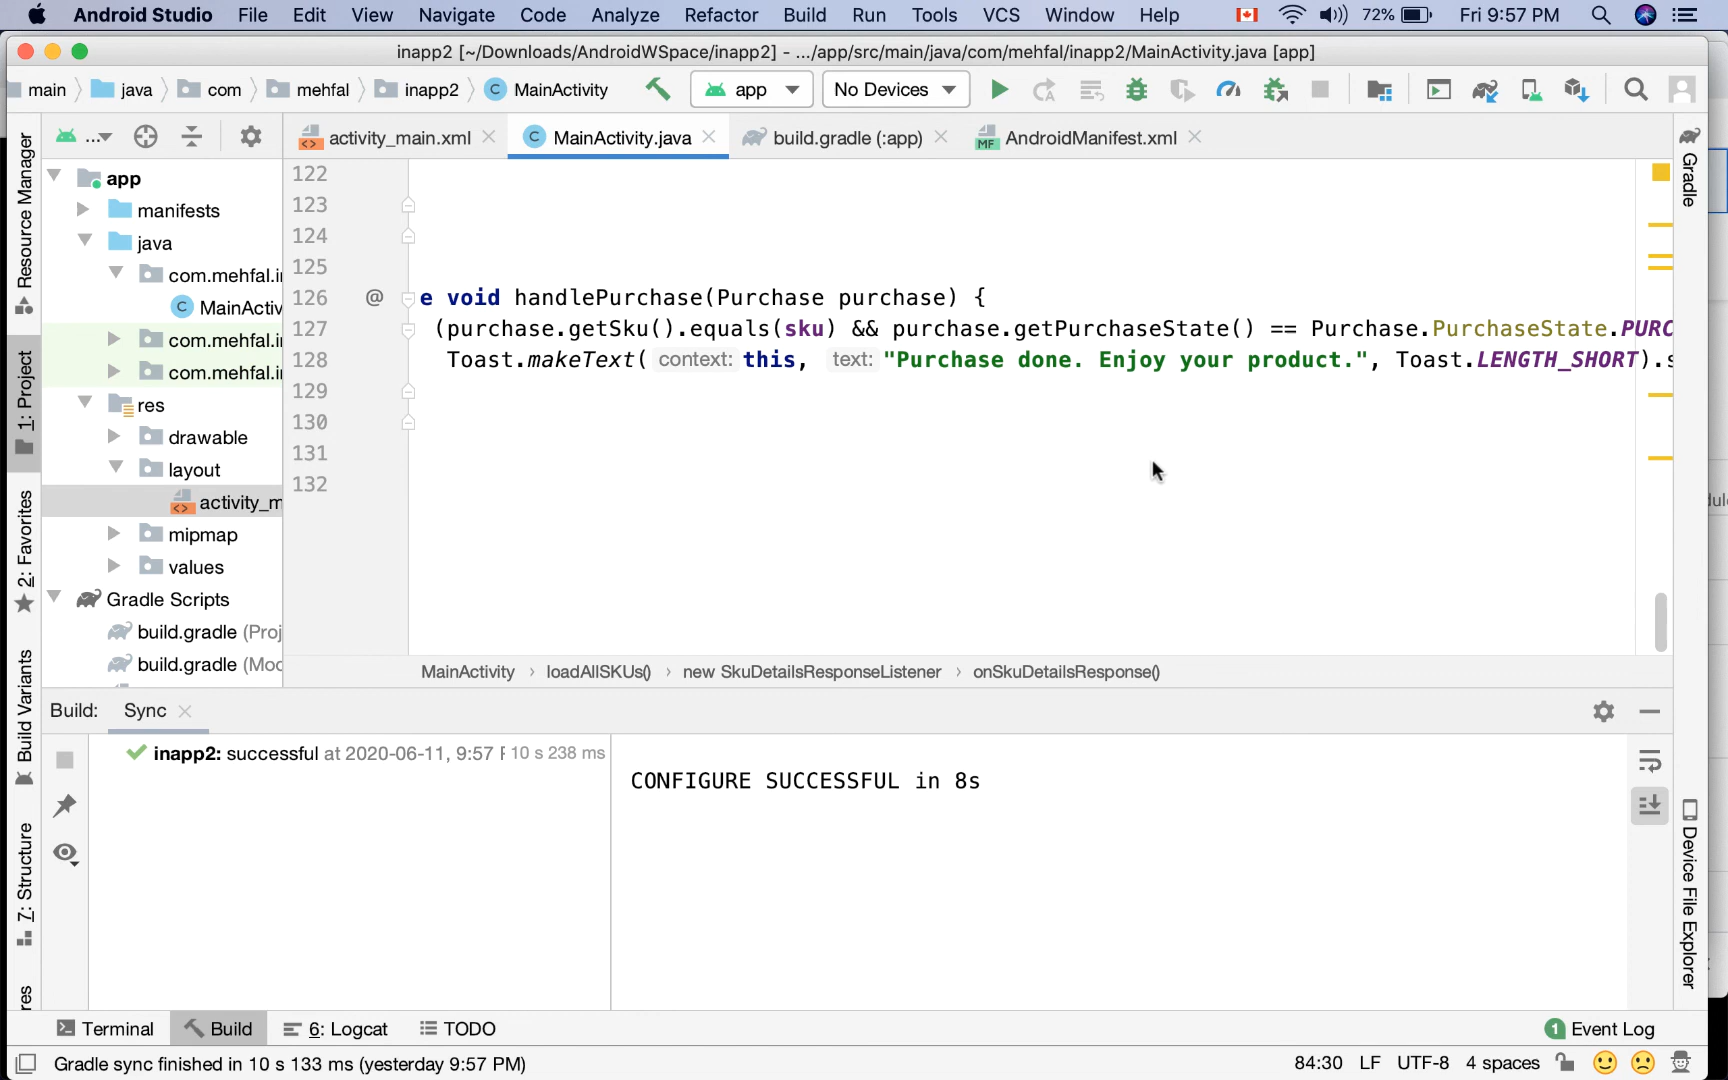 Android Studio File Edit View Navigate Code Analyze Refactor Build Run Tools VCS Window Help 72% Fri 9:57 PM
inapp2 [~/Downloads/AndroidWSpace/inapp2] - .../app/src/main/java/com/mehfal/inapp2/MainActivity.java [app]
main java com mehfal inapp2 C MainActivity app No Devices
... activity_main.xml C MainActivity.java build.gradle (:app) MF AndroidManifest.xml
Resource Manager
1: Project
2: Favorites
Build Variants
7: Structure
res
app
manifests
java
com.mehfal.i
C MainActiv
com.mehfal.i
com.mehfal.i
res
drawable
layout
activity_m
mipmap
values
Gradle Scripts
build.gradle (Proj
build.gradle (Moc
122
123
124
125
126 @ e void handlePurchase(Purchase purchase) {
127 (purchase.getSku().equals(sku) && purchase.getPurchaseState() == Purchase.PurchaseState.PURC
128 Toast.makeText( context: this, text: "Purchase done. Enjoy your product.", Toast.LENGTH_SHORT).s
129
130
131
132
MainActivity › loadAllSKUs() › new SkuDetailsResponseListener › onSkuDetailsResponse()
Gradle
Device File Explorer
Build: Sync
inapp2: successful at 2020-06-11, 9:57 F 10 s 238 ms
CONFIGURE SUCCESSFUL in 8s
Terminal Build 6: Logcat TODO 1 Event Log
Gradle sync finished in 10 s 133 ms (yesterday 9:57 PM) 84:30 LF UTF-8 4 spaces